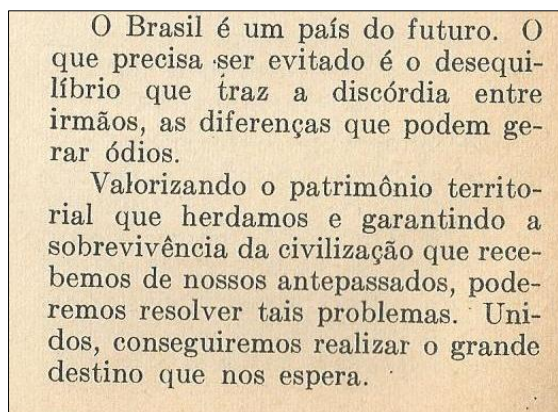 O Brasil é um país do futuro. O
que precisa ser evitado é o desequi-
líbrio que traz a discórdia entre
irmãos, as diferenças que podem ge-
rar ódios.
Valorizando o patrimônio territo-
rial que herdamos e garantindo a
sobrevivência da civilização que rece-
bemos de nossos antepassados, pode-
remos resolver tais problemas. Uni-
dos, conseguiremos realizar o grande
destino que nos espera.